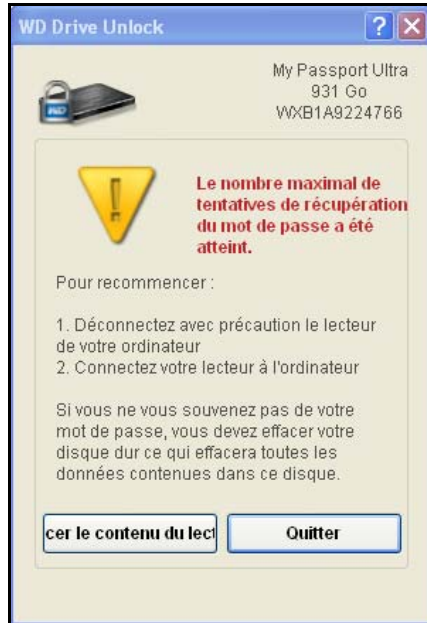 WD Drive Unlock
My Passport Ultra
931 Go
WXB1A9224766
WD
Le nombre maximal de
tentatives de récupération
du mot de passe a été
atteint.
Pour recommencer :
1. Déconnectez avec précaution le lecteur
de votre ordinateur
2. Connectez votre lecteur à l'ordinateur
Si vous ne vous souvenez pas de votre
mot de passe, vous devez effacer votre
disque dur ce qui effacera toutes les
données contenues dans ce disque.
cer le contenu du lect
Quitter